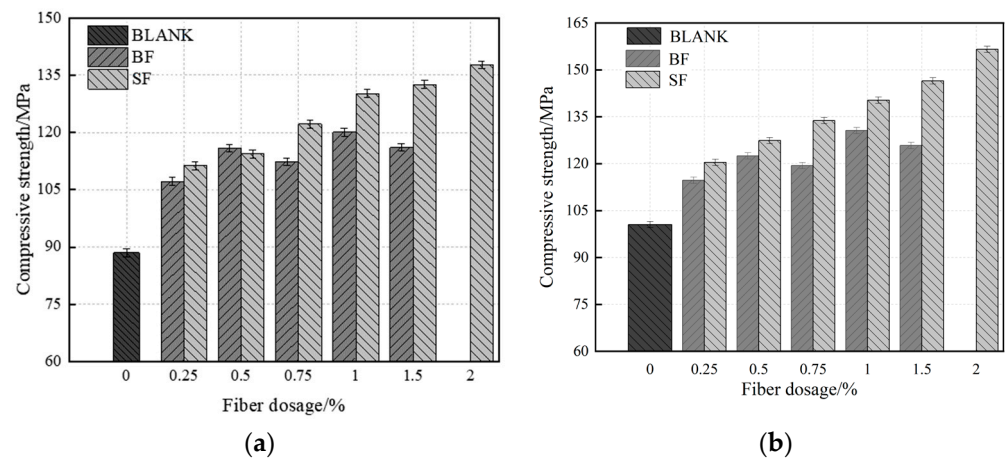 150
135
120
105
90
75
60
Compressive strength/MPa
BLANK
BF
SF
0 0.25 0.5 0.75 1 1.5 2
Fiber dosage/%
(a)
165
150
135
120
105
90
75
60
Compressive strength/MPa
BLANK
BF
SF
0 0.25 0.5 0.75 1 1.5 2
Fiber dosage/%
(b)